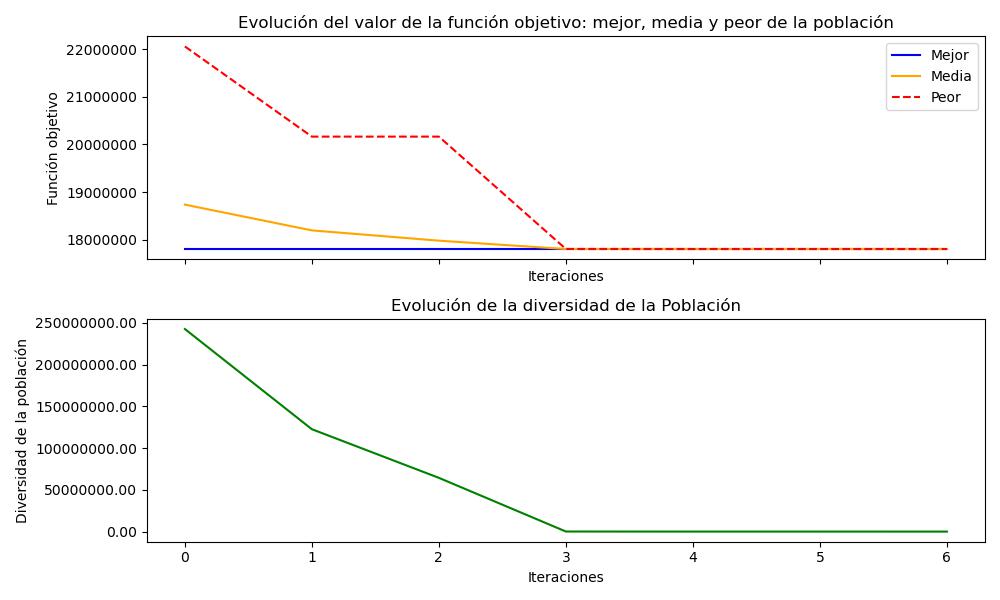 Evolución del valor de la función objetivo: mejor, media y peor de la población
22000000
21000000
20000000
19000000
18000000
Función objetivo
Mejor
Media
Peor
Iteraciones
Evolución de la diversidad de la Población
250000000.00
200000000.00
150000000.00
100000000.00
50000000.00
0.00
Diversidad de la población
0 1 2 3 4 5 6
Iteraciones